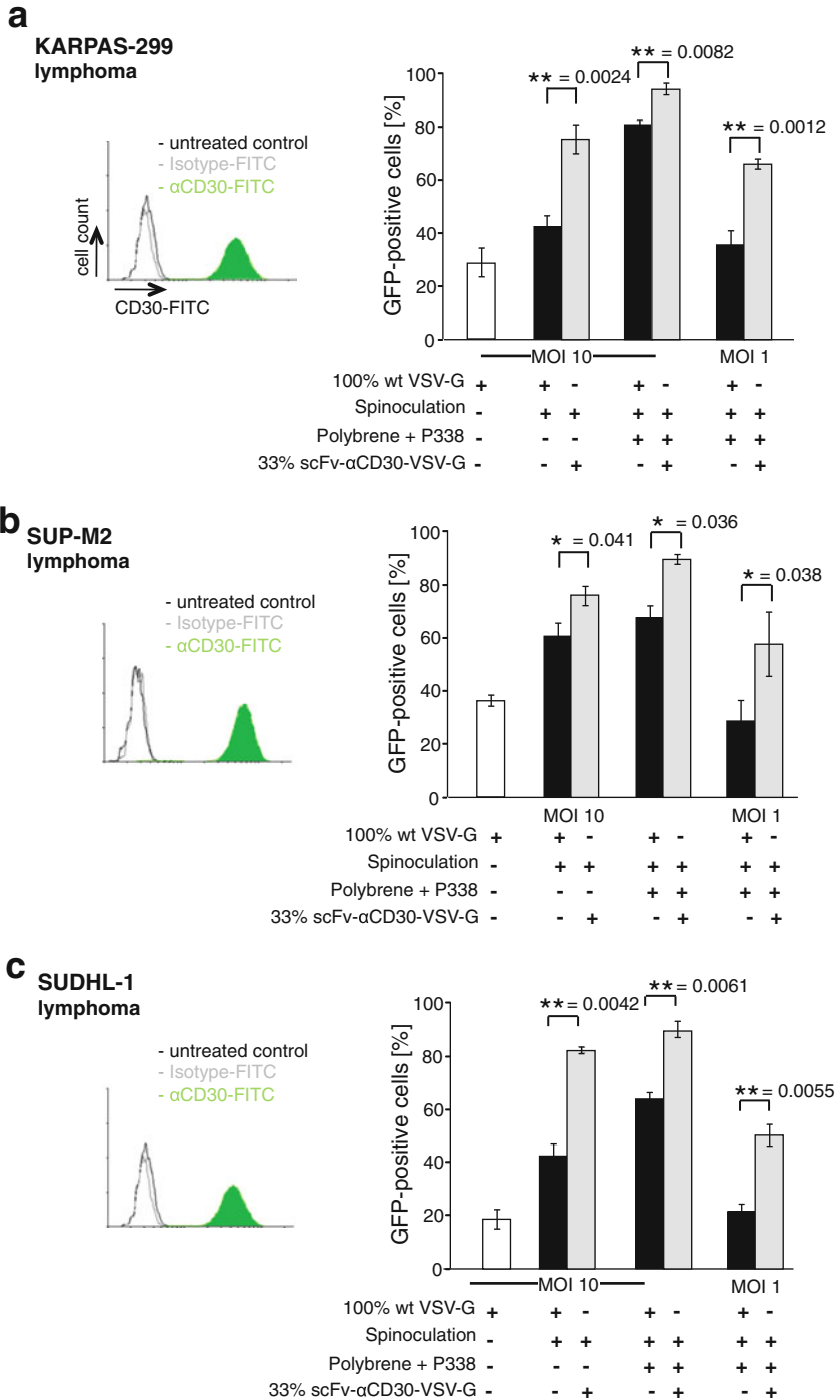 a
KARPAS-299
lymphoma
- untreated control
- Isotype-FITC
- αCD30-FITC
cell count
CD30-FITC
GFP-positive cells [%]
100
80
60
40
20
0
** = 0.0024
** = 0.0082
** = 0.0012
MOI 10
MOI 1
100% wt VSV-G + + - + - + -
Spinoculation - + + + + + +
Polybrene + P338 - - - + + + +
33% scFv-αCD30-VSV-G - - + - + - +
b
SUP-M2
lymphoma
- untreated control
- Isotype-FITC
- αCD30-FITC
GFP-positive cells [%]
100
80
60
40
20
0
* = 0.041
* = 0.036
* = 0.038
MOI 10
MOI 1
100% wt VSV-G + + - + - + -
Spinoculation - + + + + + +
Polybrene + P338 - - - + + + +
33% scFv-αCD30-VSV-G - - + - + - +
c
SUDHL-1
lymphoma
- untreated control
- Isotype-FITC
- αCD30-FITC
GFP-positive cells [%]
100
80
60
40
20
0
** = 0.0042
** = 0.0061
** = 0.0055
MOI 10
MOI 1
100% wt VSV-G + + - + - + -
Spinoculation - + + + + + +
Polybrene + P338 - - - + + + +
33% scFv-αCD30-VSV-G - - + - + - +